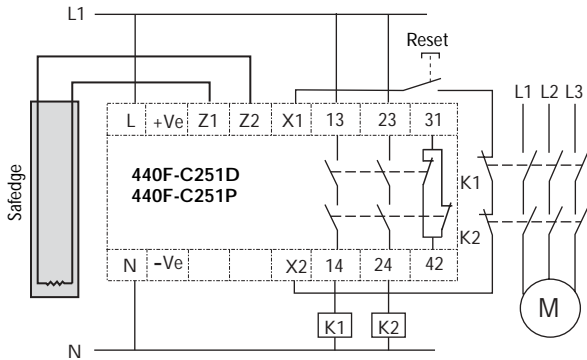 L1
Reset
L1 L2 L3
L +Ve Z1 Z2 X1 13 23 31
Safedge
440F-C251D
440F-C251P
K1
K2
N -Ve X2 14 24 42
K1 K2
M
N